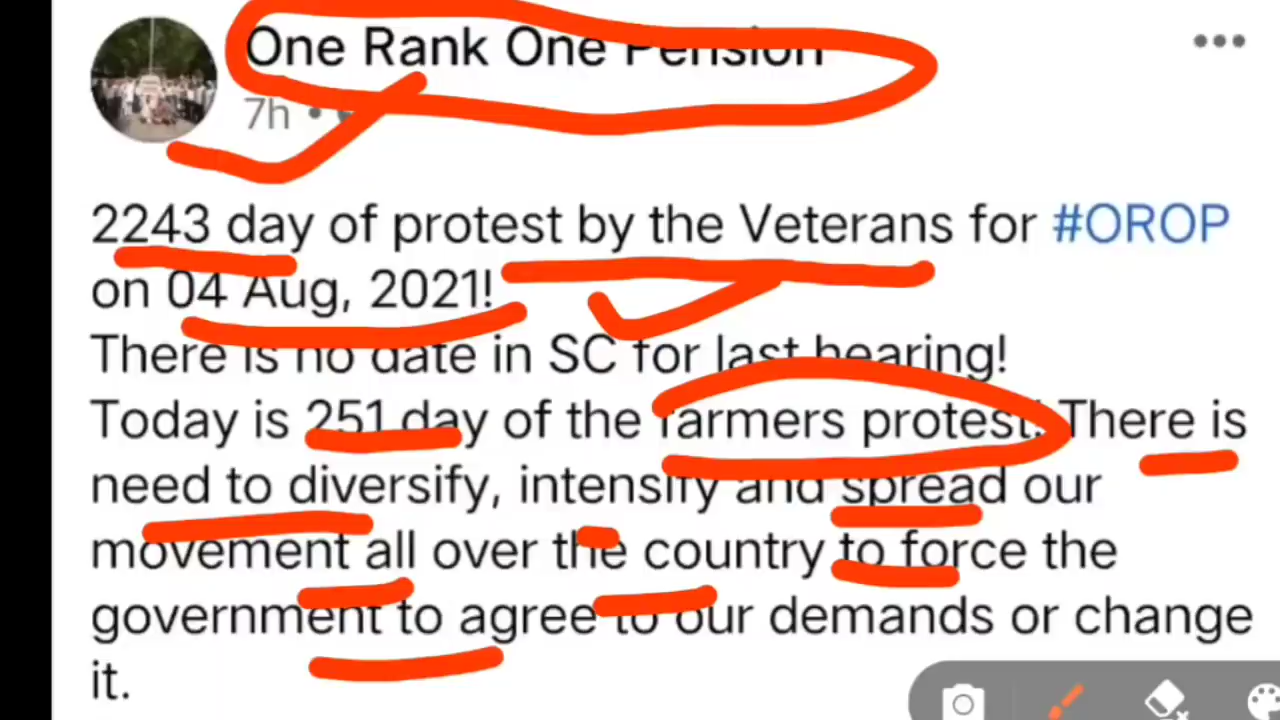 One Rank One Pension
7h
2243 day of protest by the Veterans for #OROP
on 04 Aug, 2021!
There is no date in SC for last hearing!
Today is 251 day of the farmers protest! There is
need to diversify, intensify and spread our
movement all over the country to force the
government to agree to our demands or change
it.